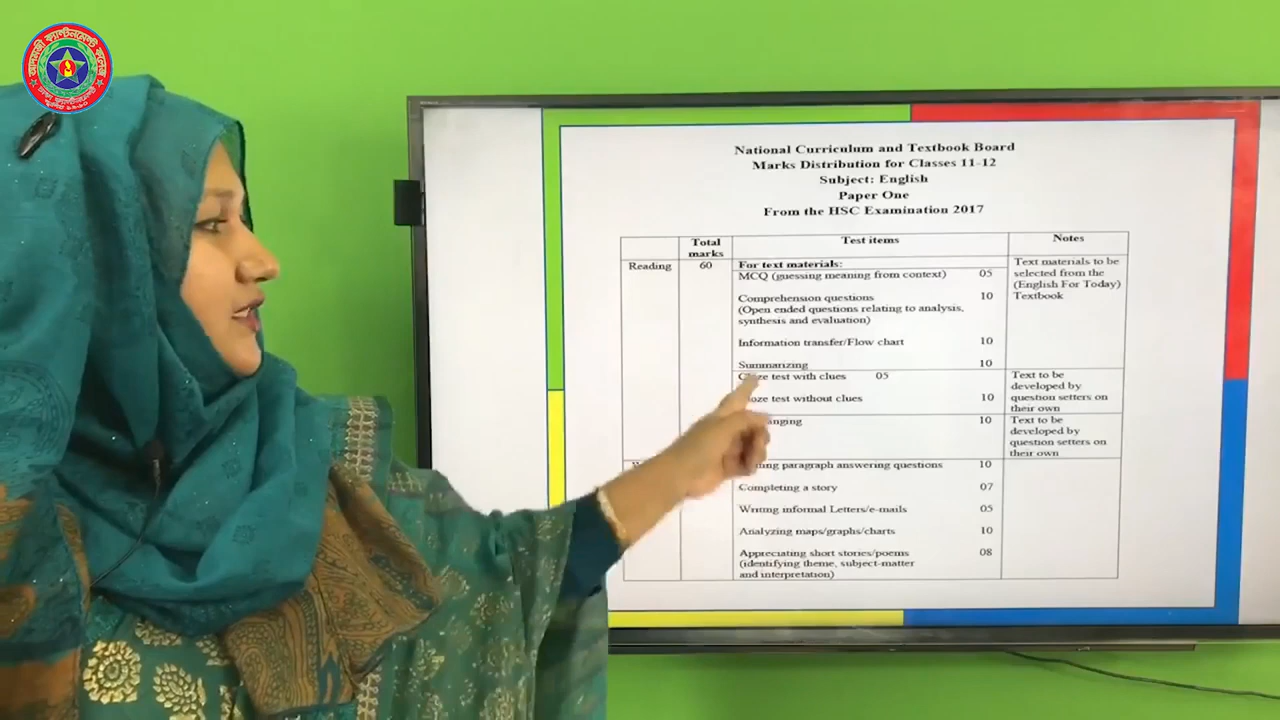 আদমজী ক্যান্টনমেন্ট কলেজ
National Curriculum and Textbook Board
Marks Distribution for Classes 11-12
Subject: English
Paper One
From the HSC Examination 2017
Total marks Test items Notes
Reading 60 For text materials:
MCQ (guessing meaning from context) 05
Comprehension questions 10
(Open ended questions relating to analysis,
synthesis and evaluation)
Information transfer/Flow chart 10
Summarizing 10
Text materials to be
selected from the
(English For Today)
Textbook
test with clues 05
test without clues 10
Text to be
developed by
question setters on
their own
10
Text to be
developed by
question setters on
their own
paragraph answering questions 10
Completing a story 07
Writing informal Letters/e-mails 05
Analyzing maps/graphs/charts 10
Appreciating short stories/poems 08
(identifying theme, subject-matter
and interpretation)